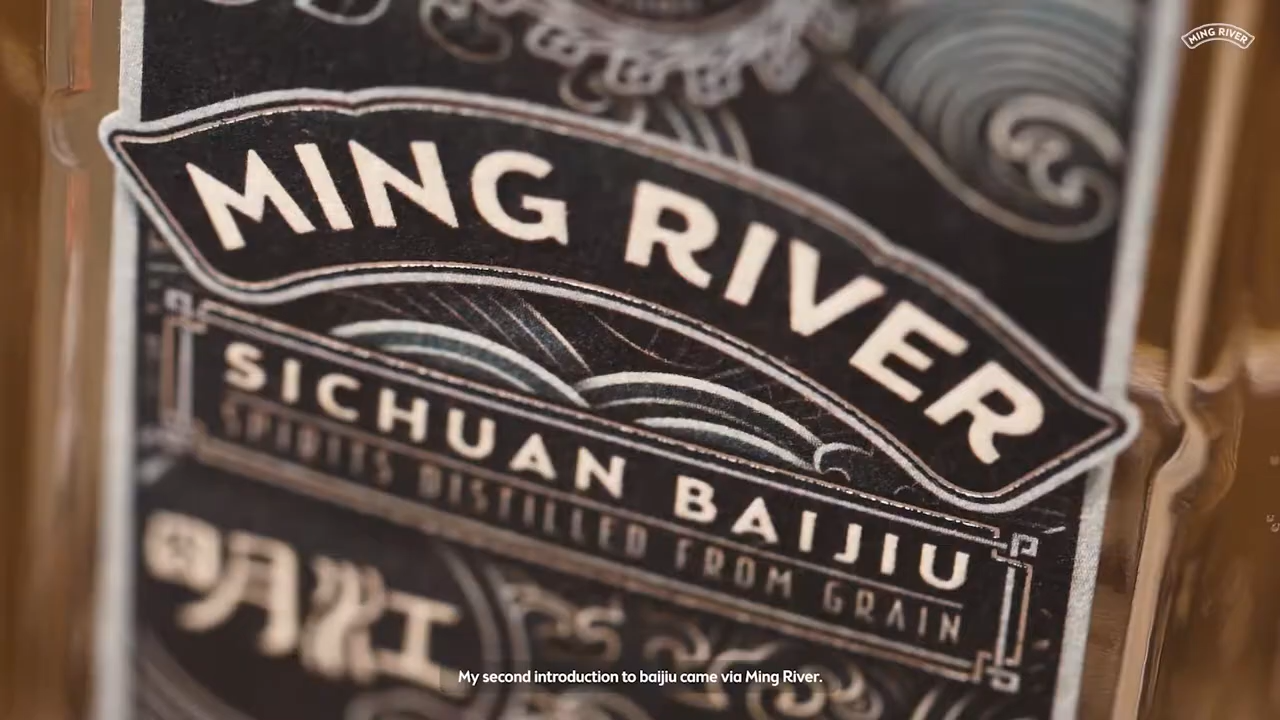 MING RIVER
MING RIVER
SICHUAN BAIJIU
SPIRITS DISTILLED FROM GRAIN
My second introduction to baijiu came via Ming River.